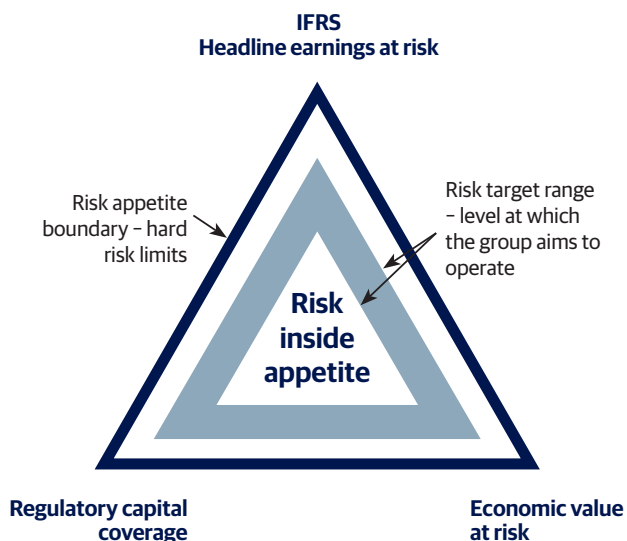 IFRS
Headline earnings at risk
Risk appetite
boundary – hard
risk limits
Risk target range
– level at which
the group aims to
operate
Risk
inside
appetite
Regulatory capital
coverage
Economic value
at risk